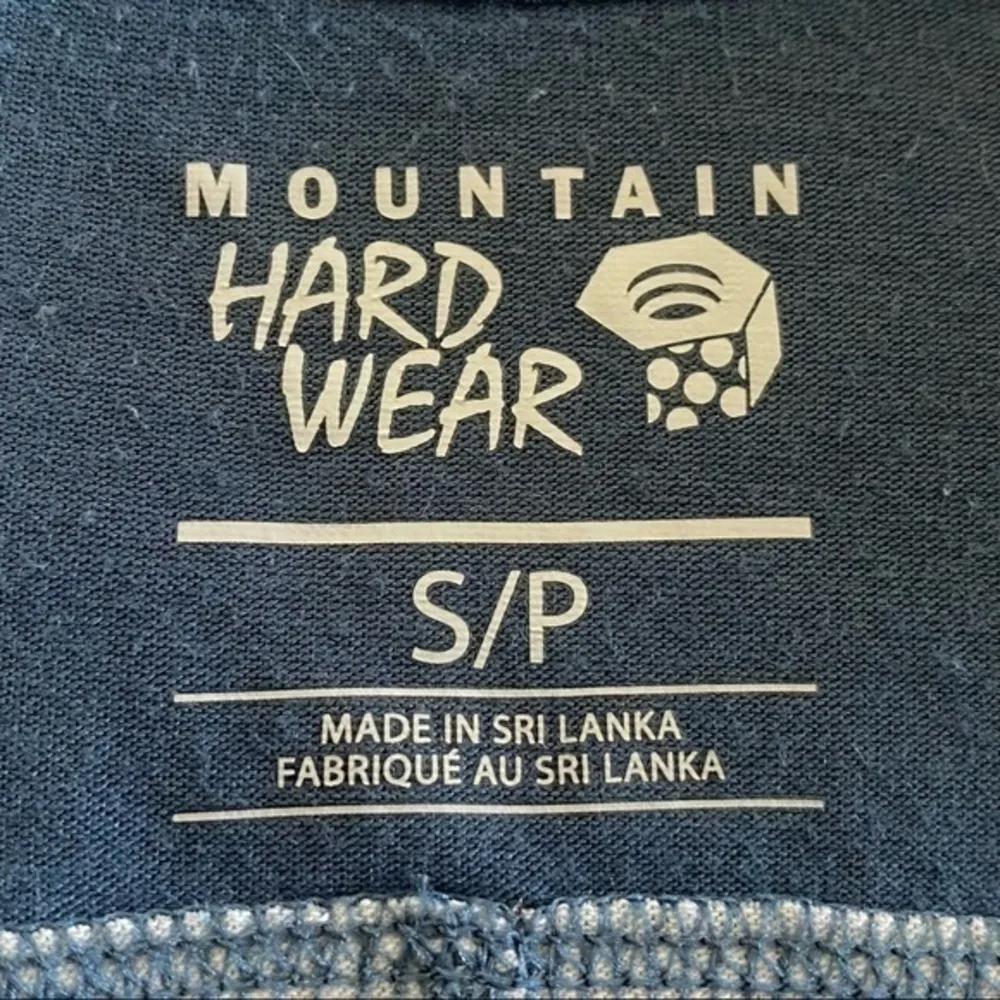 MOUNTAIN
HARD
WEAR
S/P
MADE IN SRI LANKA
FABRIQUÉ AU SRI LANKA